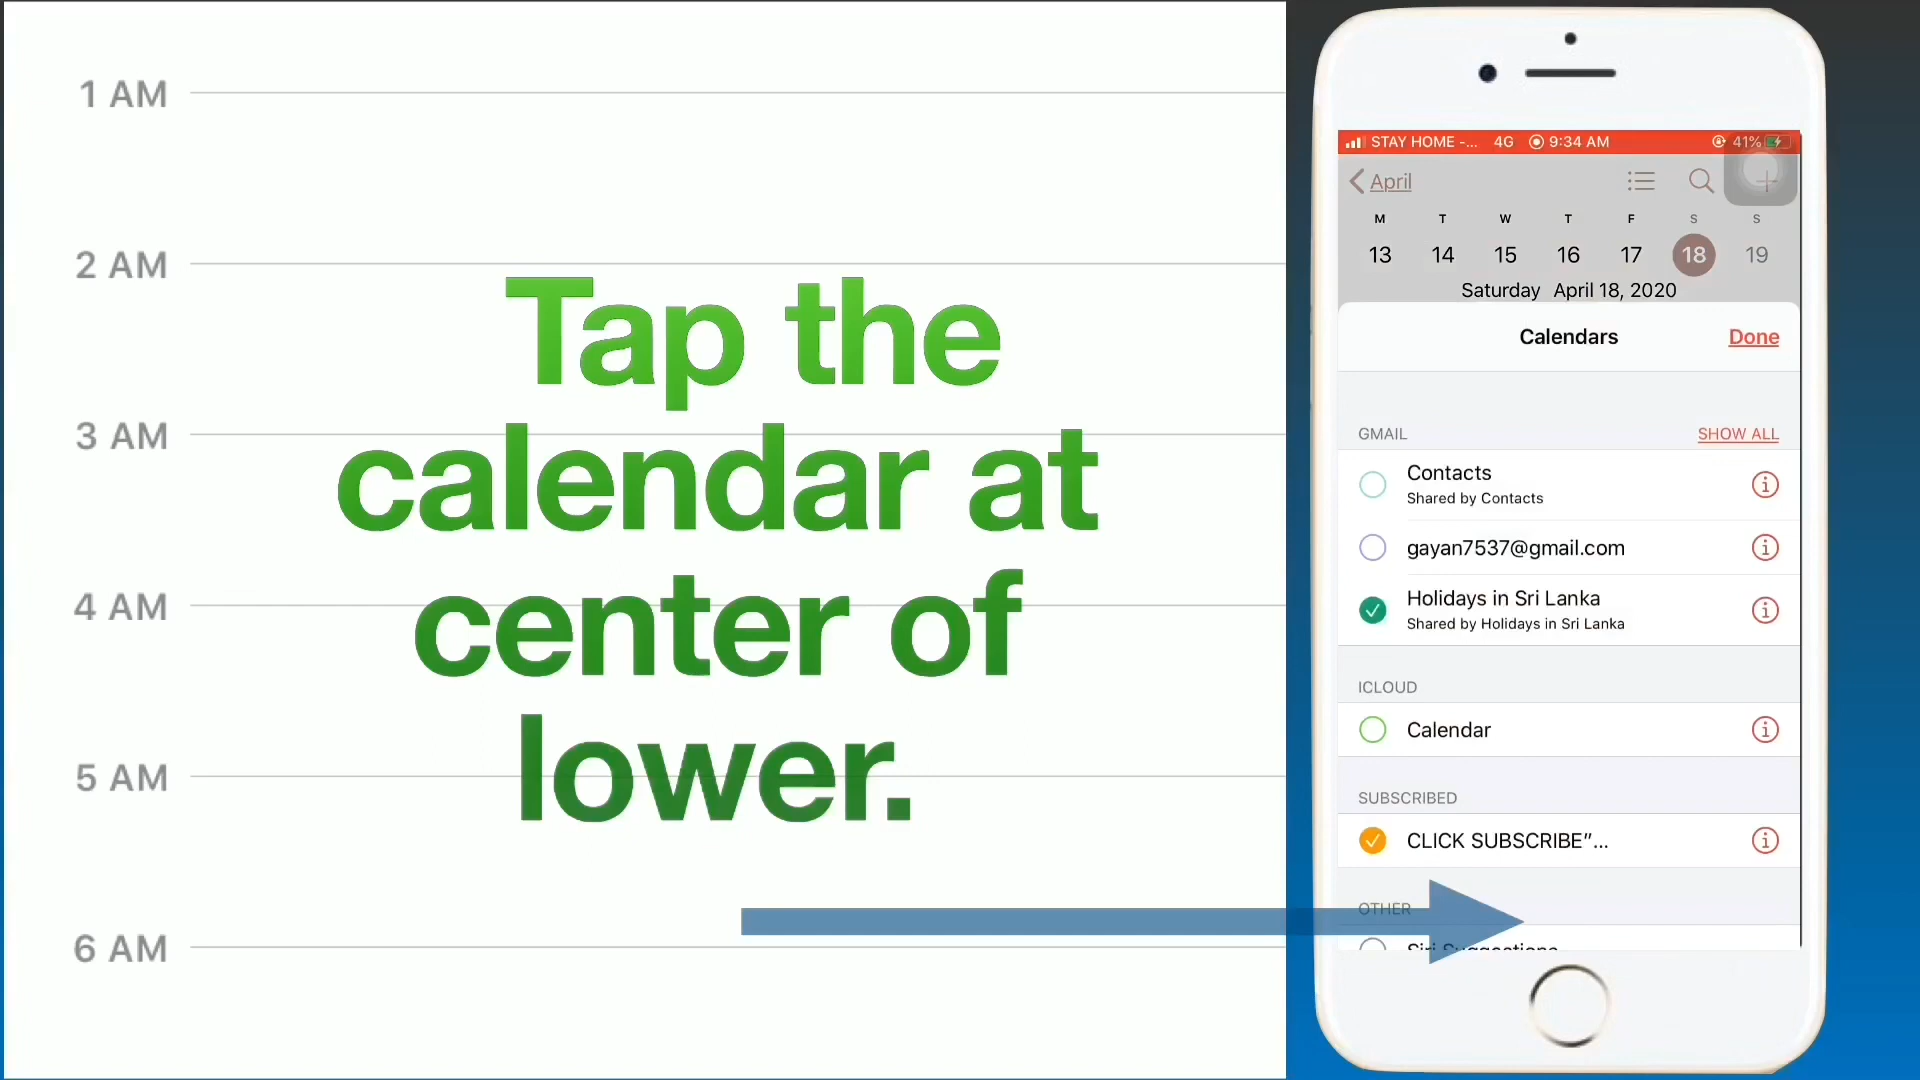 1 AM
2 AM
3 AM
4 AM
5 AM
6 AM
Tap the
calendar at
center of
lower.
STAY HOME -... 4G 9:34 AM 41%
April
M T W T F S S
13 14 15 16 17 18 19
Saturday April 18, 2020
Calendars Done
GMAIL SHOW ALL
Contacts
Shared by Contacts
gayan7537@gmail.com
Holidays in Sri Lanka
Shared by Holidays in Sri Lanka
ICLOUD
Calendar
SUBSCRIBED
CLICK SUBSCRIBE”...
OTHER
Siri Suggestions